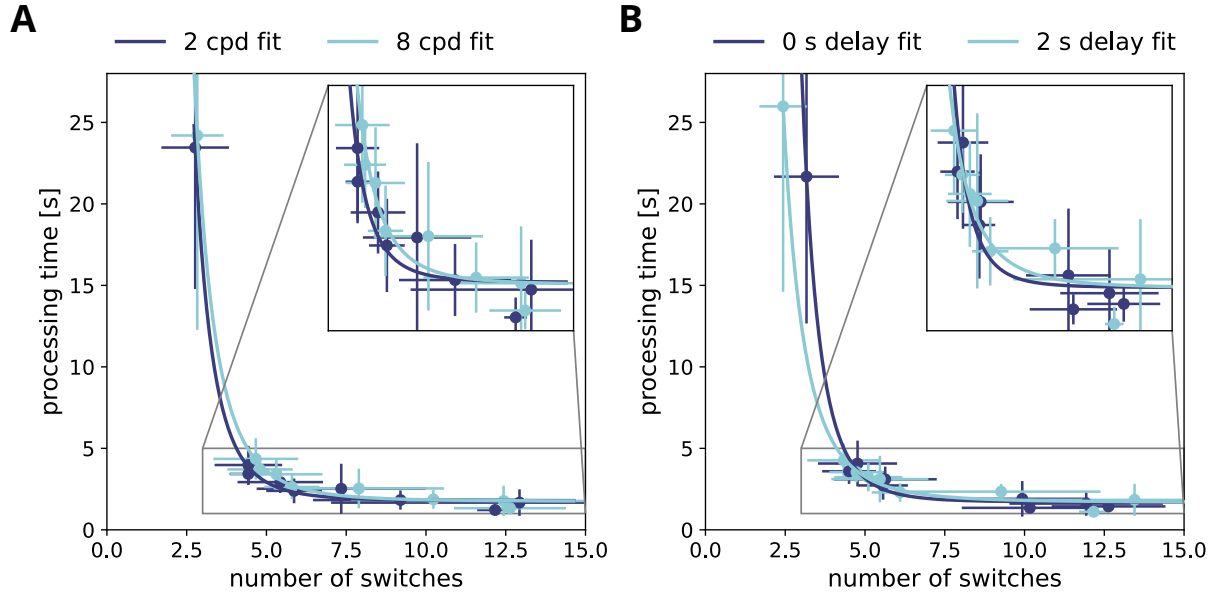 A
B
2 cpd fit 8 cpd fit
0 s delay fit 2 s delay fit
25
20
15
10
5
0
processing time [s]
0.0 2.5 5.0 7.5 10.0 12.5 15.0
number of switches
25
20
15
10
5
0
processing time [s]
0.0 2.5 5.0 7.5 10.0 12.5 15.0
number of switches